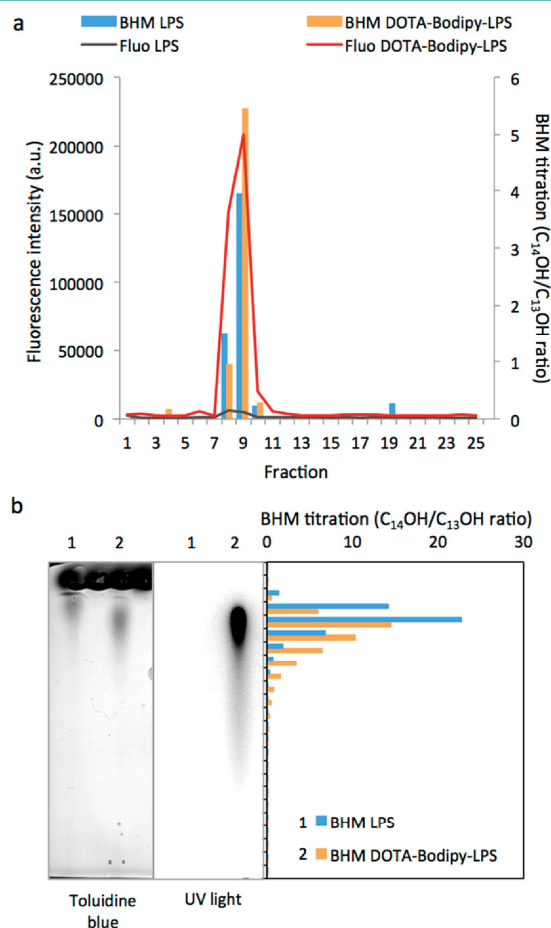 a
BHM LPS BHM DOTA-Bodipy-LPS
Fluo LPS Fluo DOTA-Bodipy-LPS
250000
200000
150000
100000
50000
0
Fluorescence intensity (a.u.)
6
5
4
3
2
1
0
BHM titration (C₁₄OH/C₁₃OH ratio)
1 3 5 7 9 11 13 15 17 19 21 23 25
Fraction
b
BHM titration (C₁₄OH/C₁₃OH ratio)
1 2 1 2 0 10 20 30
1 BHM LPS
2 BHM DOTA-Bodipy-LPS
Toluidine
blue
UV light